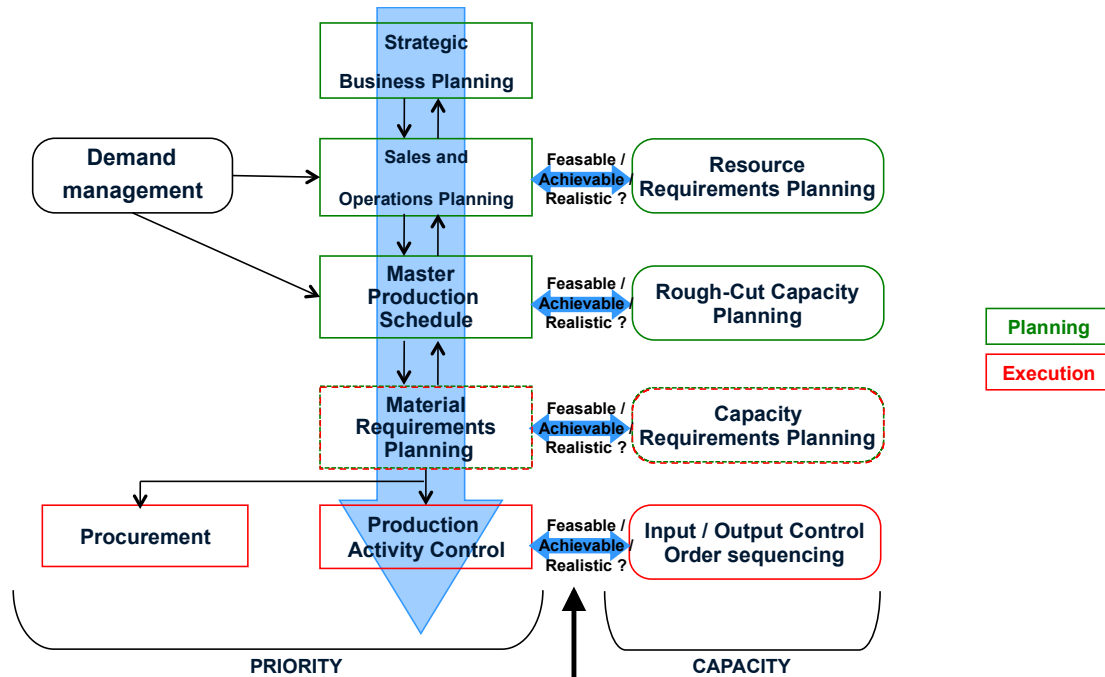 Strategic
Business Planning
Demand
management
Sales and
Operations Planning
Feasable /
Achievable /
Realistic ?
Resource
Requirements Planning
Master
Production
Schedule
Feasable /
Achievable /
Realistic ?
Rough-Cut Capacity
Planning
Planning
Execution
Material
Requirements
Planning
Feasable /
Achievable /
Realistic ?
Capacity
Requirements Planning
Procurement
Production
Activity Control
Feasable /
Achievable /
Realistic ?
Input / Output Control
Order sequencing
PRIORITY
CAPACITY